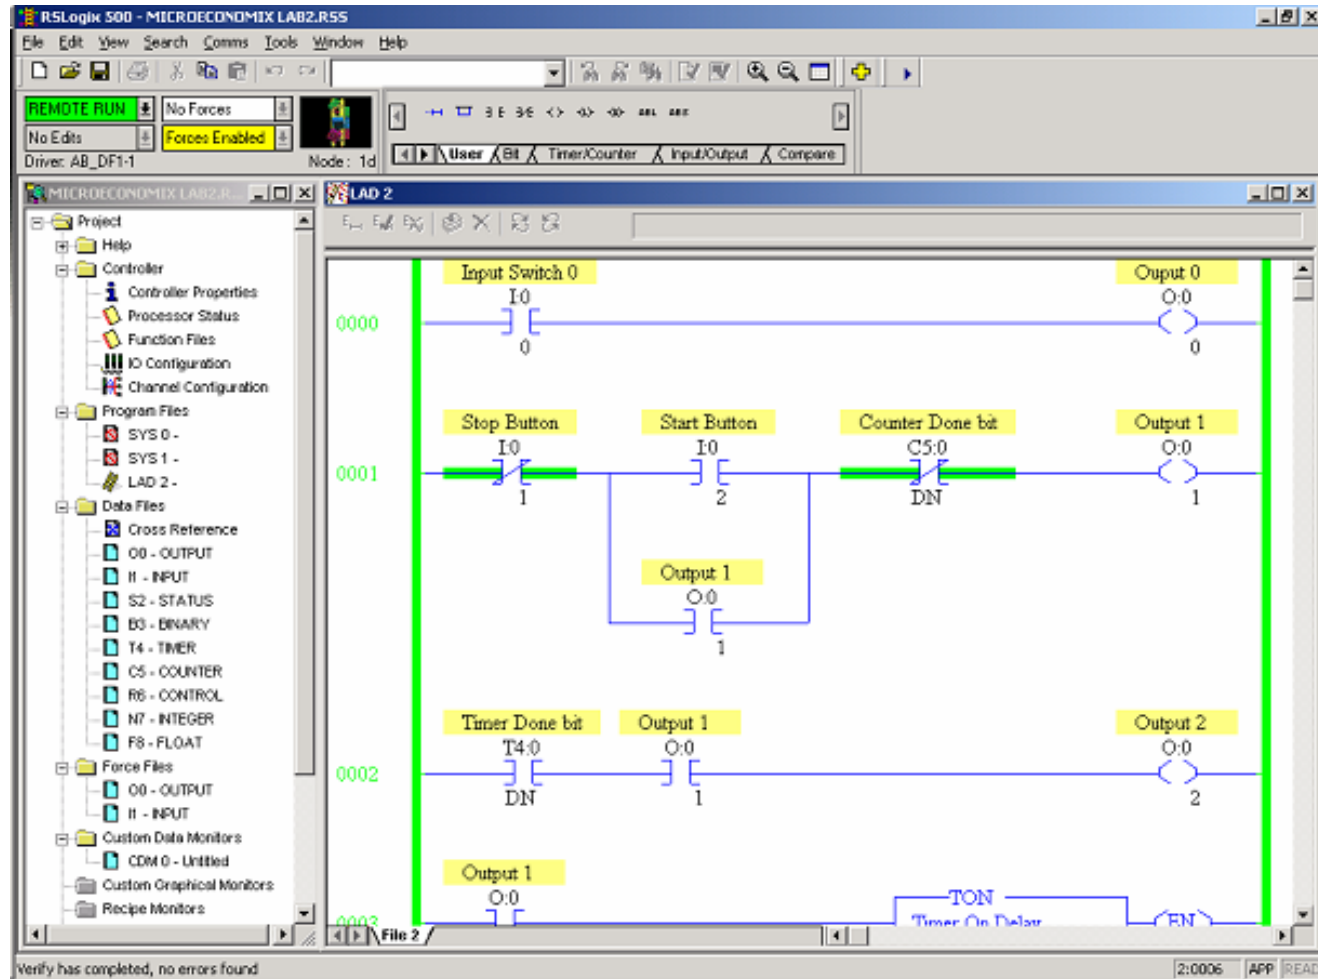 RSLogix 500 - MICROECONOMIX LAB2.RSS
File Edit View Search Comms Tools Window Help
REMOTE RUN No Forces
No Edits Forces Enabled
Driver: AB_DF1-1 Node: 1d
User Bit Timer/Counter Input/Output Compare
MICROECONOMIX LAB2.R...
Project
Help
Controller
Controller Properties
Processor Status
Function Files
IO Configuration
Channel Configuration
Program Files
SYS 0 -
SYS 1 -
LAD 2 -
Data Files
Cross Reference
O0 - OUTPUT
I1 - INPUT
S2 - STATUS
B3 - BINARY
T4 - TIMER
C5 - COUNTER
R6 - CONTROL
N7 - INTEGER
F8 - FLOAT
Force Files
O0 - OUTPUT
I1 - INPUT
Custom Data Monitors
CDM 0 - Untitled
Custom Graphical Monitors
Recipe Monitors
LAD 2
Input Switch 0 Ouput 0
I:0 O:0
0000
0 0
Stop Button Start Button Counter Done bit Output 1
I:0 I:0 C5:0 O:0
0001
1 2 DN 1
Output 1
O:0
1
Timer Done bit Output 1 Output 2
T4:0 O:0 O:0
0002
DN 1 2
Output 1
O:0
TON
0003 Timer On Delay EN
File 2
Verify has completed, no errors found 2:0006 APP READ